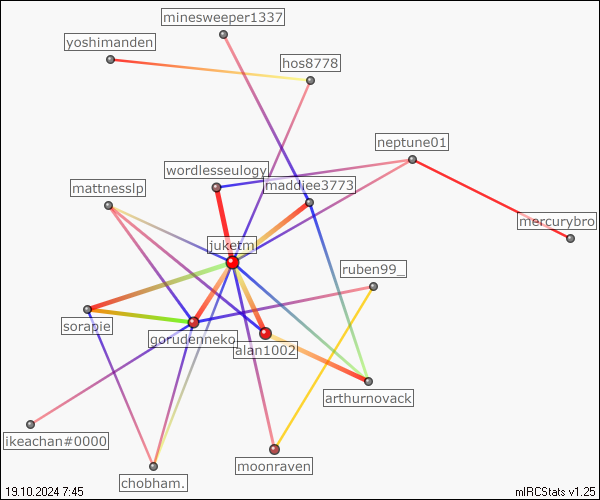 minesweeper1337
yoshimanden
hos8778
neptune01
wordlesseulogy
maddiee3773
mattnesslp
mercurybro
juketm
ruben99_
sorapie
gorudenneko
alan1002
arthurnovack
ikeachan#0000
moonraven
chobham.
19.10.2024 7:45
mIRCStats v1.25